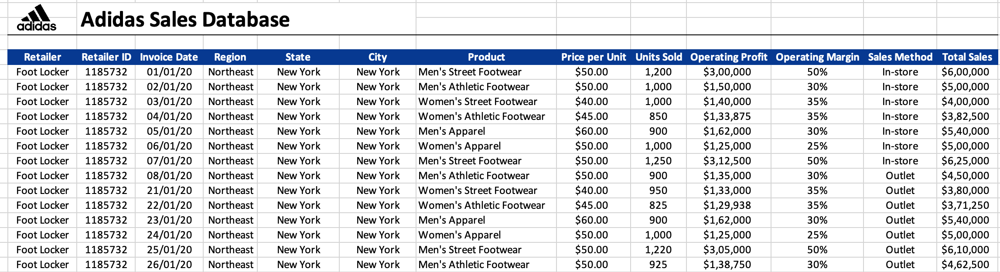 adidas
Adidas Sales Database
Retailer Retailer ID Invoice Date Region State City Product Price per Unit Units Sold Operating Profit Operating Margin Sales Method Total Sales
Foot Locker 1185732 01/01/20 Northeast New York New York Men's Street Footwear $50.00 1,200 $3,00,000 50% In-store $6,00,000
Foot Locker 1185732 02/01/20 Northeast New York New York Men's Athletic Footwear $50.00 1,000 $1,50,000 30% In-store $5,00,000
Foot Locker 1185732 03/01/20 Northeast New York New York Women's Street Footwear $40.00 1,000 $1,40,000 35% In-store $4,00,000
Foot Locker 1185732 04/01/20 Northeast New York New York Women's Athletic Footwear $45.00 850 $1,33,875 35% In-store $3,82,500
Foot Locker 1185732 05/01/20 Northeast New York New York Men's Apparel $60.00 900 $1,62,000 30% In-store $5,40,000
Foot Locker 1185732 06/01/20 Northeast New York New York Women's Apparel $50.00 1,000 $1,25,000 25% In-store $5,00,000
Foot Locker 1185732 07/01/20 Northeast New York New York Men's Street Footwear $50.00 1,250 $3,12,500 50% In-store $6,25,000
Foot Locker 1185732 08/01/20 Northeast New York New York Men's Athletic Footwear $50.00 900 $1,35,000 30% Outlet $4,50,000
Foot Locker 1185732 21/01/20 Northeast New York New York Women's Street Footwear $40.00 950 $1,33,000 35% Outlet $3,80,000
Foot Locker 1185732 22/01/20 Northeast New York New York Women's Athletic Footwear $45.00 825 $1,29,938 35% Outlet $3,71,250
Foot Locker 1185732 23/01/20 Northeast New York New York Men's Apparel $60.00 900 $1,62,000 30% Outlet $5,40,000
Foot Locker 1185732 24/01/20 Northeast New York New York Women's Apparel $50.00 1,000 $1,25,000 25% Outlet $5,00,000
Foot Locker 1185732 25/01/20 Northeast New York New York Men's Street Footwear $50.00 1,220 $3,05,000 50% Outlet $6,10,000
Foot Locker 1185732 26/01/20 Northeast New York New York Men's Athletic Footwear $50.00 925 $1,38,750 30% Outlet $4,62,500